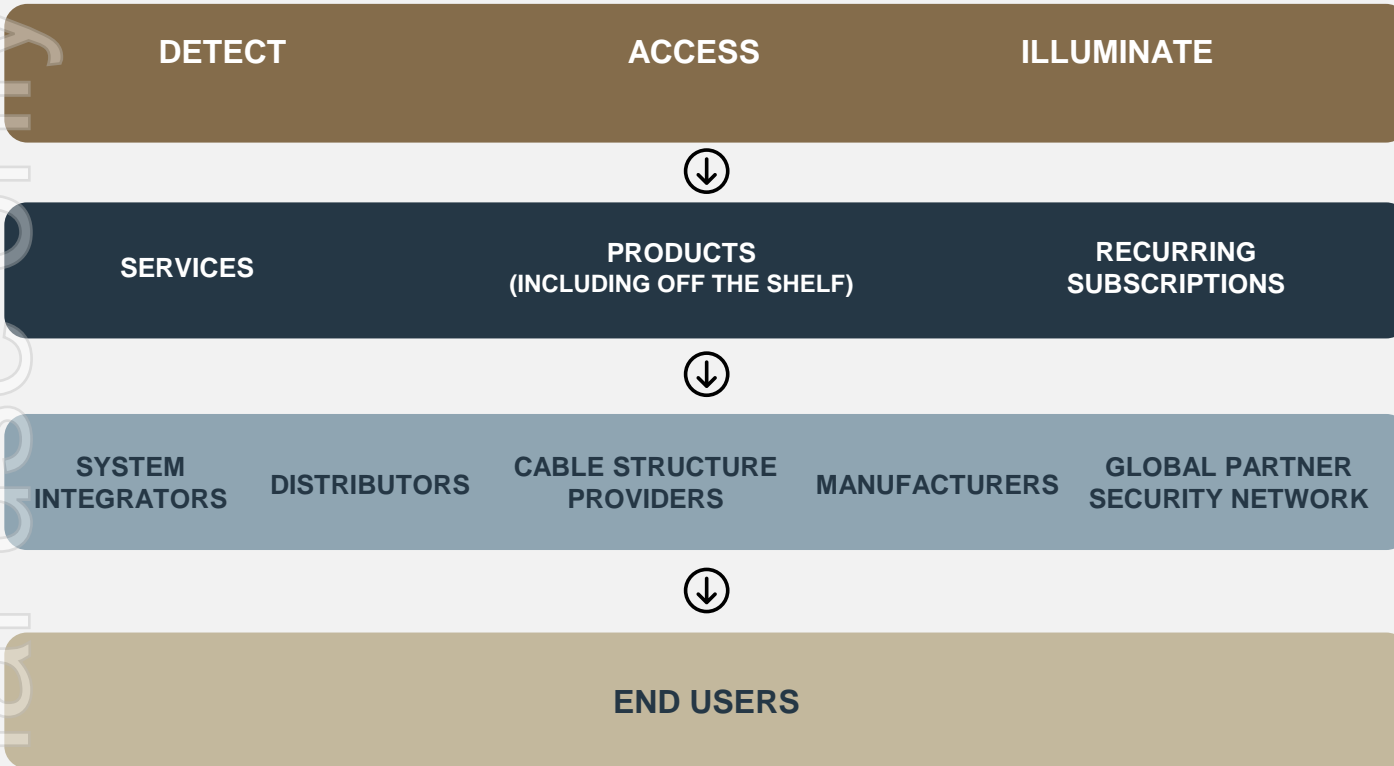 DETECT ACCESS ILLUMINATE
SERVICES
PRODUCTS
(INCLUDING OFF THE SHELF)
RECURRING
SUBSCRIPTIONS
SYSTEM
INTEGRATORS
DISTRIBUTORS
CABLE STRUCTURE
PROVIDERS
MANUFACTURERS
GLOBAL PARTNER
SECURITY NETWORK
END USERS